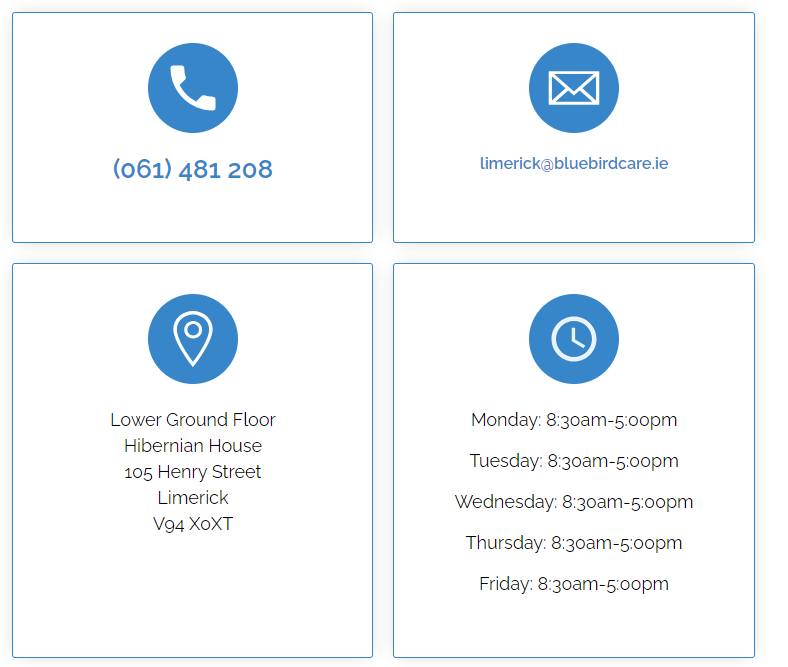 (061) 481 208
limerick@bluebirdcare.ie
Lower Ground Floor
Hibernian House
105 Henry Street
Limerick
V94 X0XT
Monday: 8:30am-5:00pm
Tuesday: 8:30am-5:00pm
Wednesday: 8:30am-5:00pm
Thursday: 8:30am-5:00pm
Friday: 8:30am-5:00pm